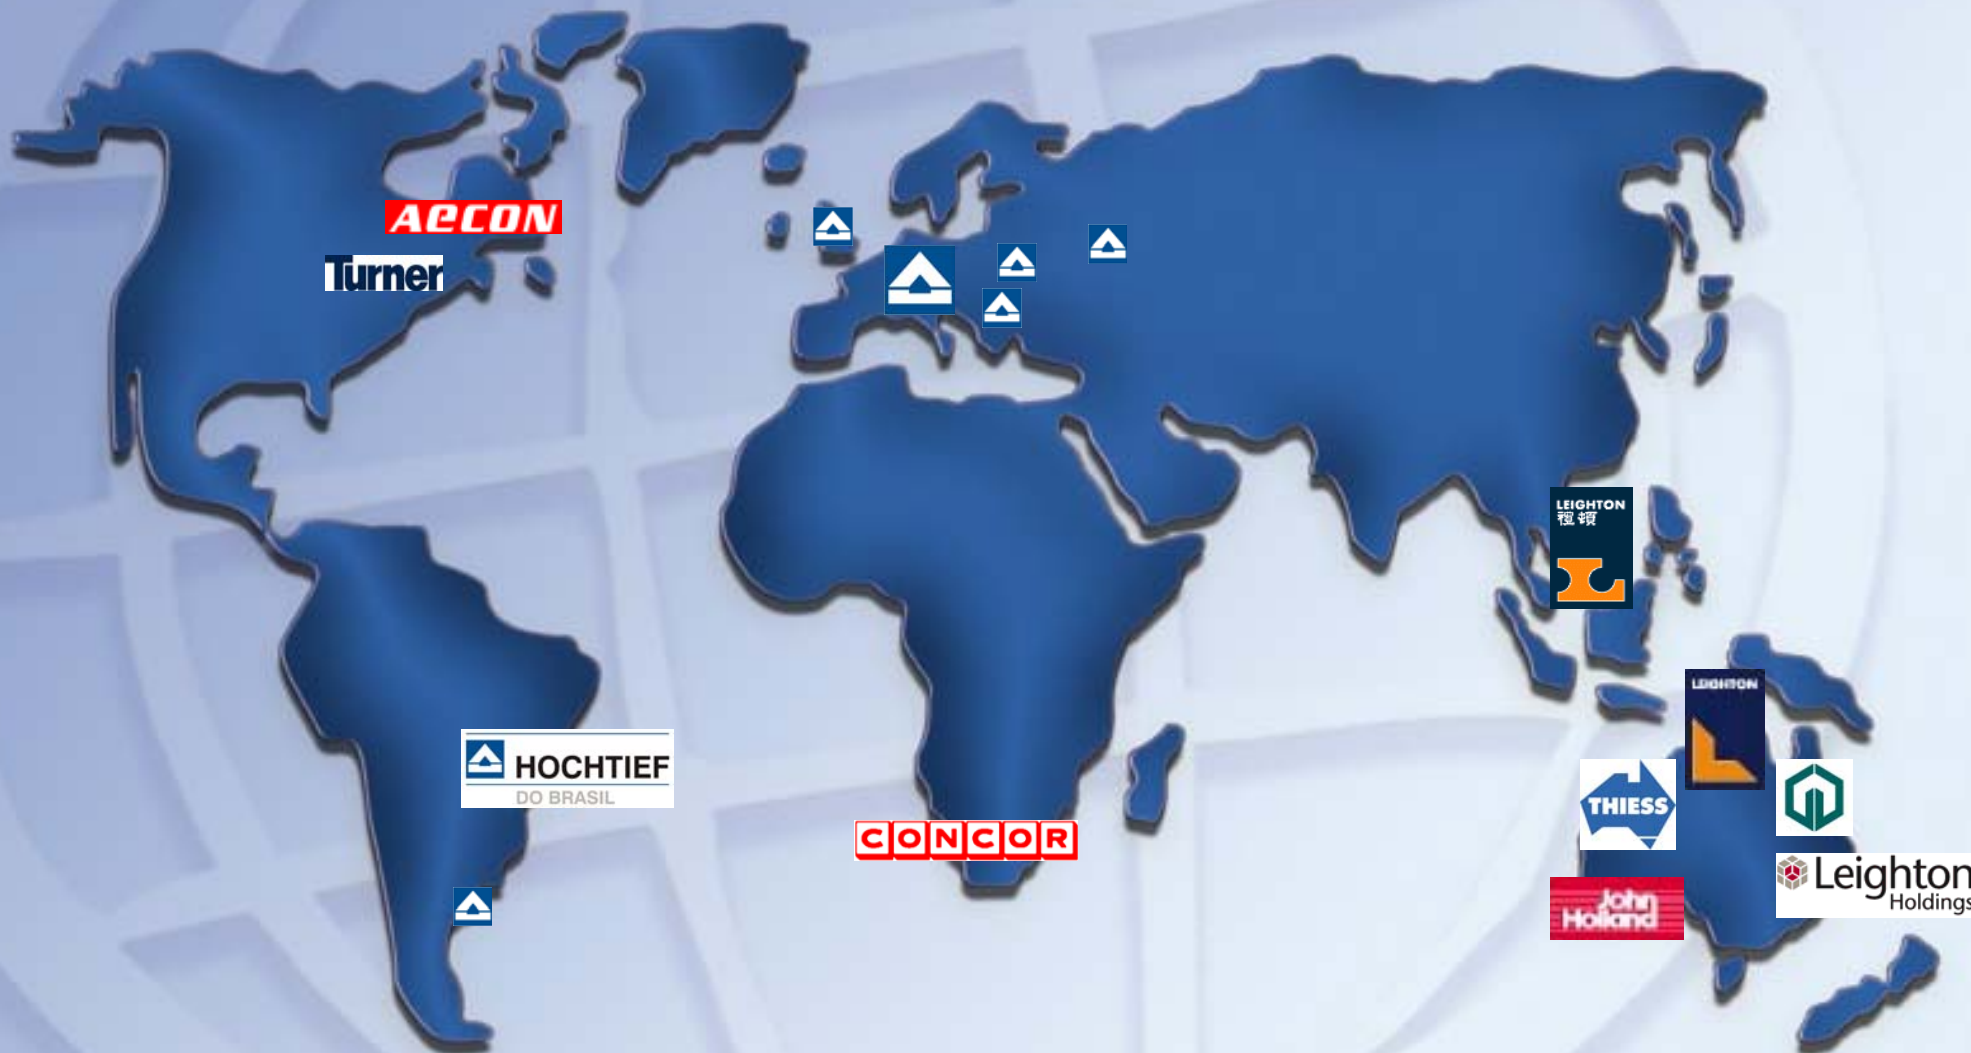 AECON
Turner
LEIGHTON
禮頓
LEIGHTON
HOCHTIEF
DO BRASIL
THIESS
CONCOR
Leighton
Holdings
John
Holland